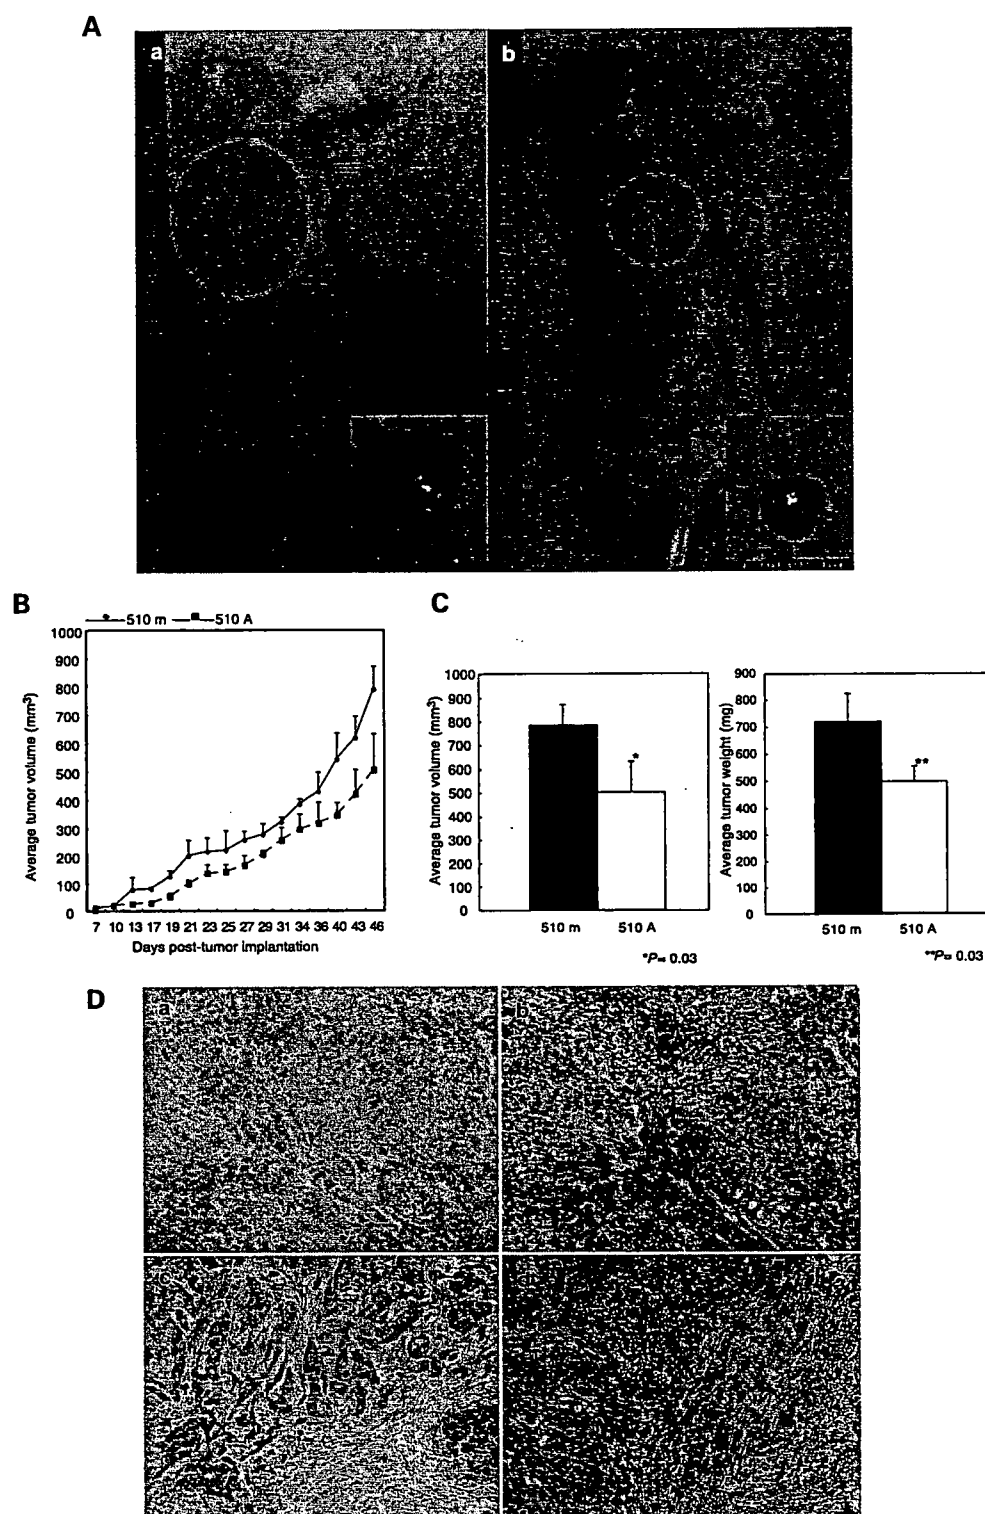 A
a
b
B
510 m
510 A
1000
900
800
700
600
500
400
300
200
100
0
Average tumor volume (mm3)
7 10 13 17 19 21 23 25 27 29 31 34 36 40 43 46
Days post-tumor implantation
C
1000
900
800
700
600
500
400
300
200
100
0
Average tumor volume (mm3)
*
510 m
510 A
*P= 0.03
900
800
700
600
500
400
300
200
100
0
Average tumor weight (mg)
**
510 m
510 A
**P= 0.03
D
a
b